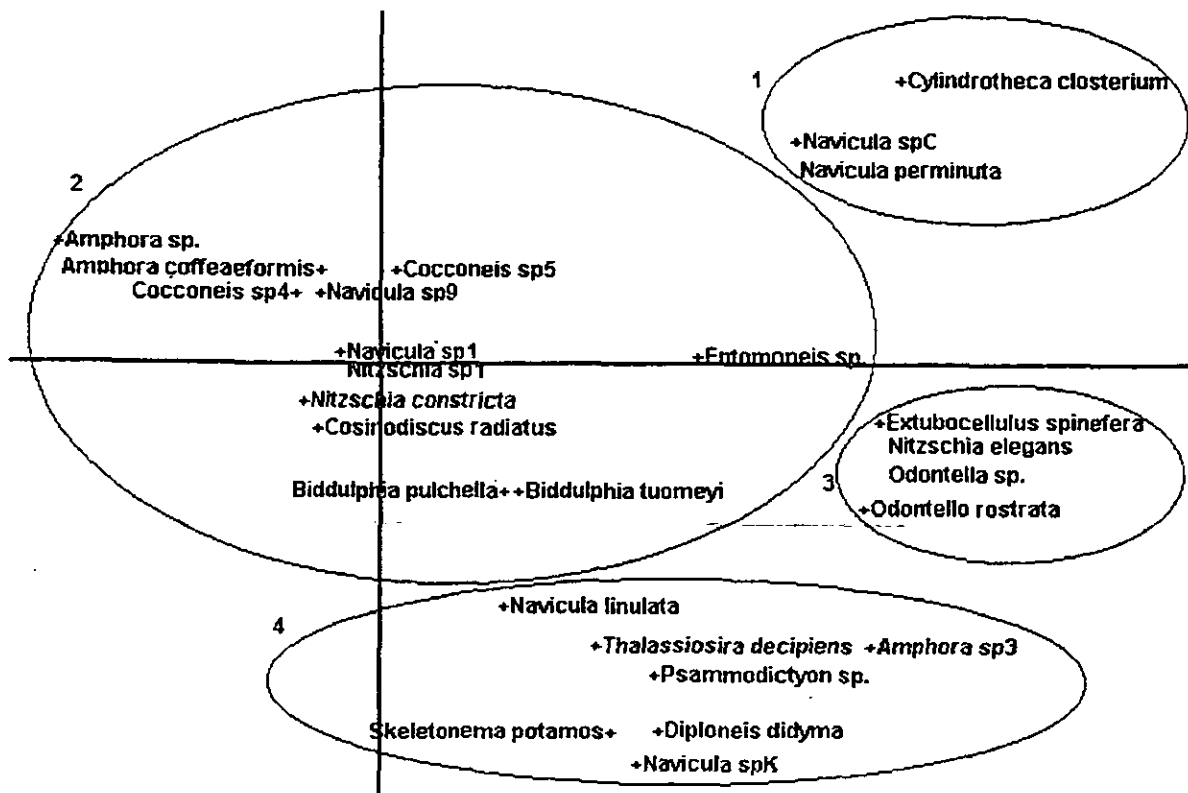 1
+Cylindrotheca closterium
+Navicula spC
Navicula perminuta
2
+Amphora sp.
Amphora coffeaeformis+
+Cocconeis sp5
Cocconeis sp4+
+Navicula sp9
+Navicula sp1
Nitzschia sp1
+Entomoneis sp.
+Nitzschia constricta
+Cosinodiscus radiatus
Biddulphia pulchella+
+Biddulphia tuomeyi
3
+Extubocellulus spinefera
Nitzschia elegans
Odontella sp.
+Odontello rostrata
4
+Navicula linulata
+Thalassiosira decipiens
+Amphora sp3
+Psammodictyon sp.
Skeletonema potamos+
+Diploneis didyma
+Navicula spK